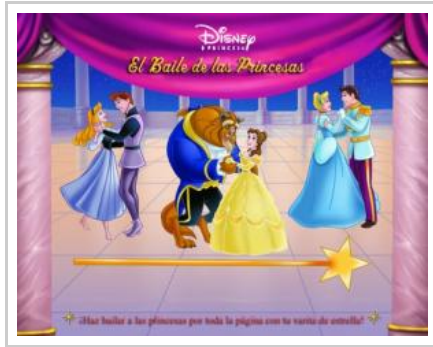 Disney
PRINCESS
El Baile de las Princesas
¡Haz bailar a las princesas por toda la página con tu varita de estrella!